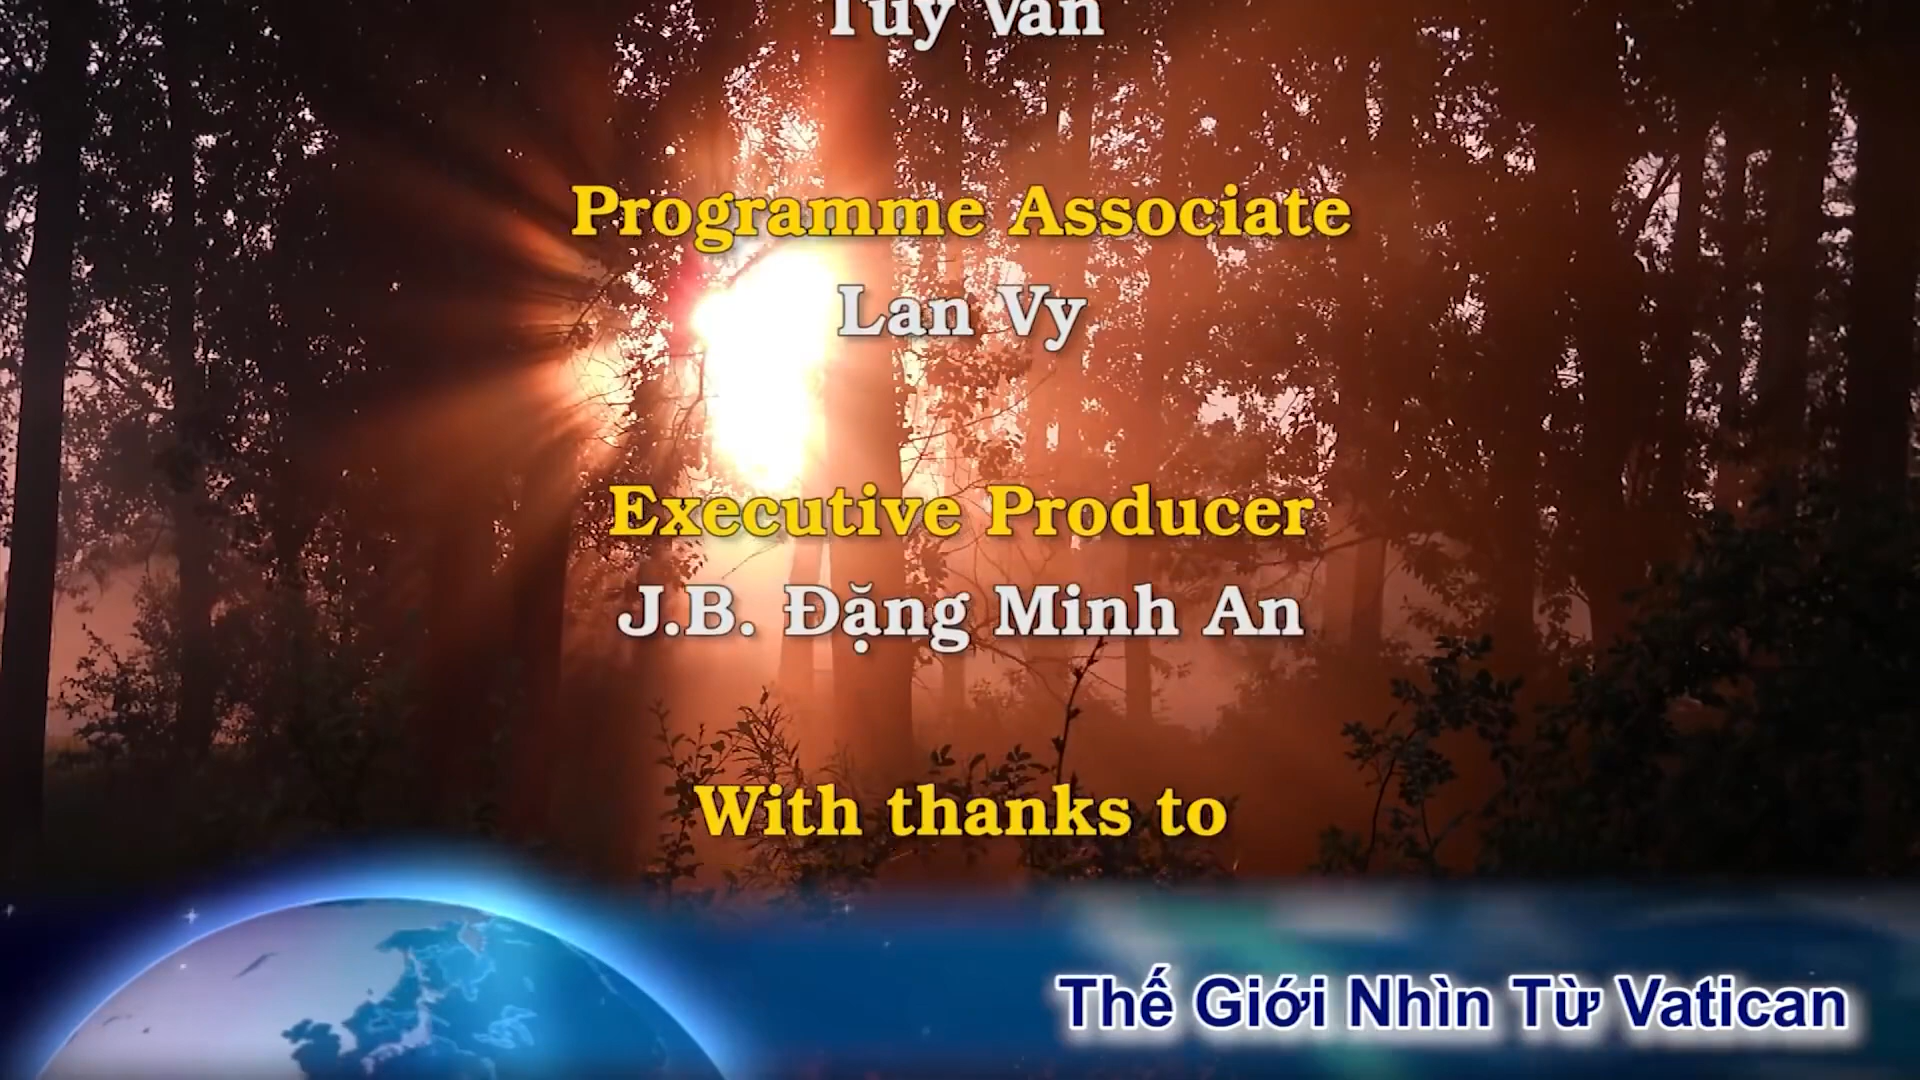 Programme Associate
Lan Vy
Executive Producer
J.B. Đặng Minh An
With thanks to
Thế Giới Nhìn Từ Vatican